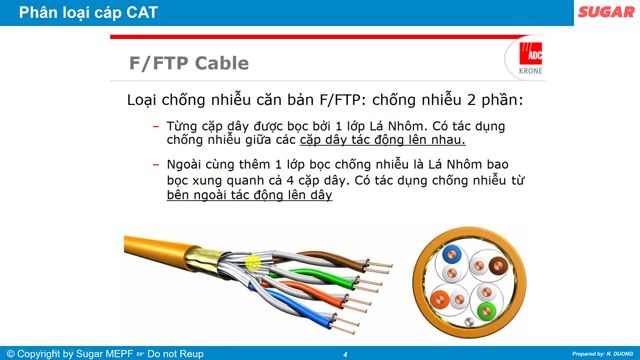 Phân loại cáp CAT
SUGAR
F/FTP Cable
ADC
KRONE
Loại chống nhiễu căn bản F/FTP: chống nhiễu 2 phần:
– Từng cặp dây được bọc bởi 1 lớp Lá Nhôm. Có tác dụng
chống nhiễu giữa các cặp dây tác động lên nhau.
– Ngoài cùng thêm 1 lớp bọc chống nhiễu là Lá Nhôm bao
bọc xung quanh cả 4 cặp dây. Có tác dụng chống nhiễu từ
bên ngoài tác động lên dây
© Copyright by Sugar MEPF ☞ Do not Reup
4
Prepared by: N. DUONG